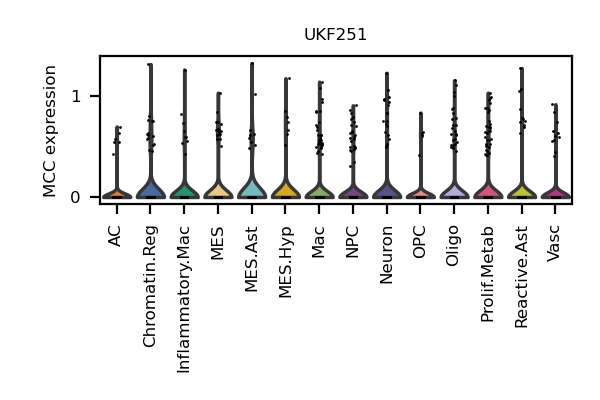 UKF251
MCC expression
1
0
AC
Chromatin.Reg
Inflammatory.Mac
MES
MES.Ast
MES.Hyp
Mac
NPC
Neuron
OPC
Oligo
Prolif.Metab
Reactive.Ast
Vasc